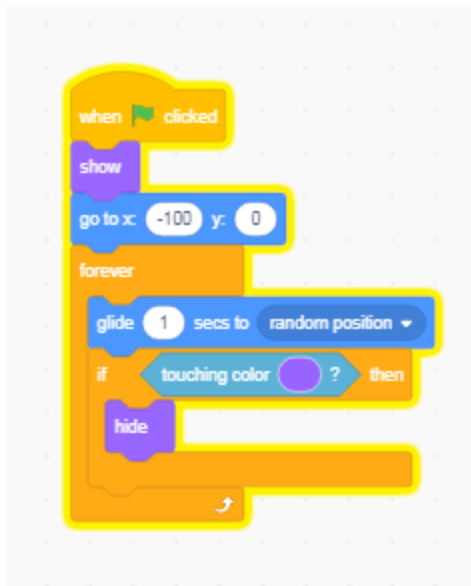 when clicked
show
go to x: -100 y: 0
forever
glide 1 secs to random position
if touching color ? then
hide